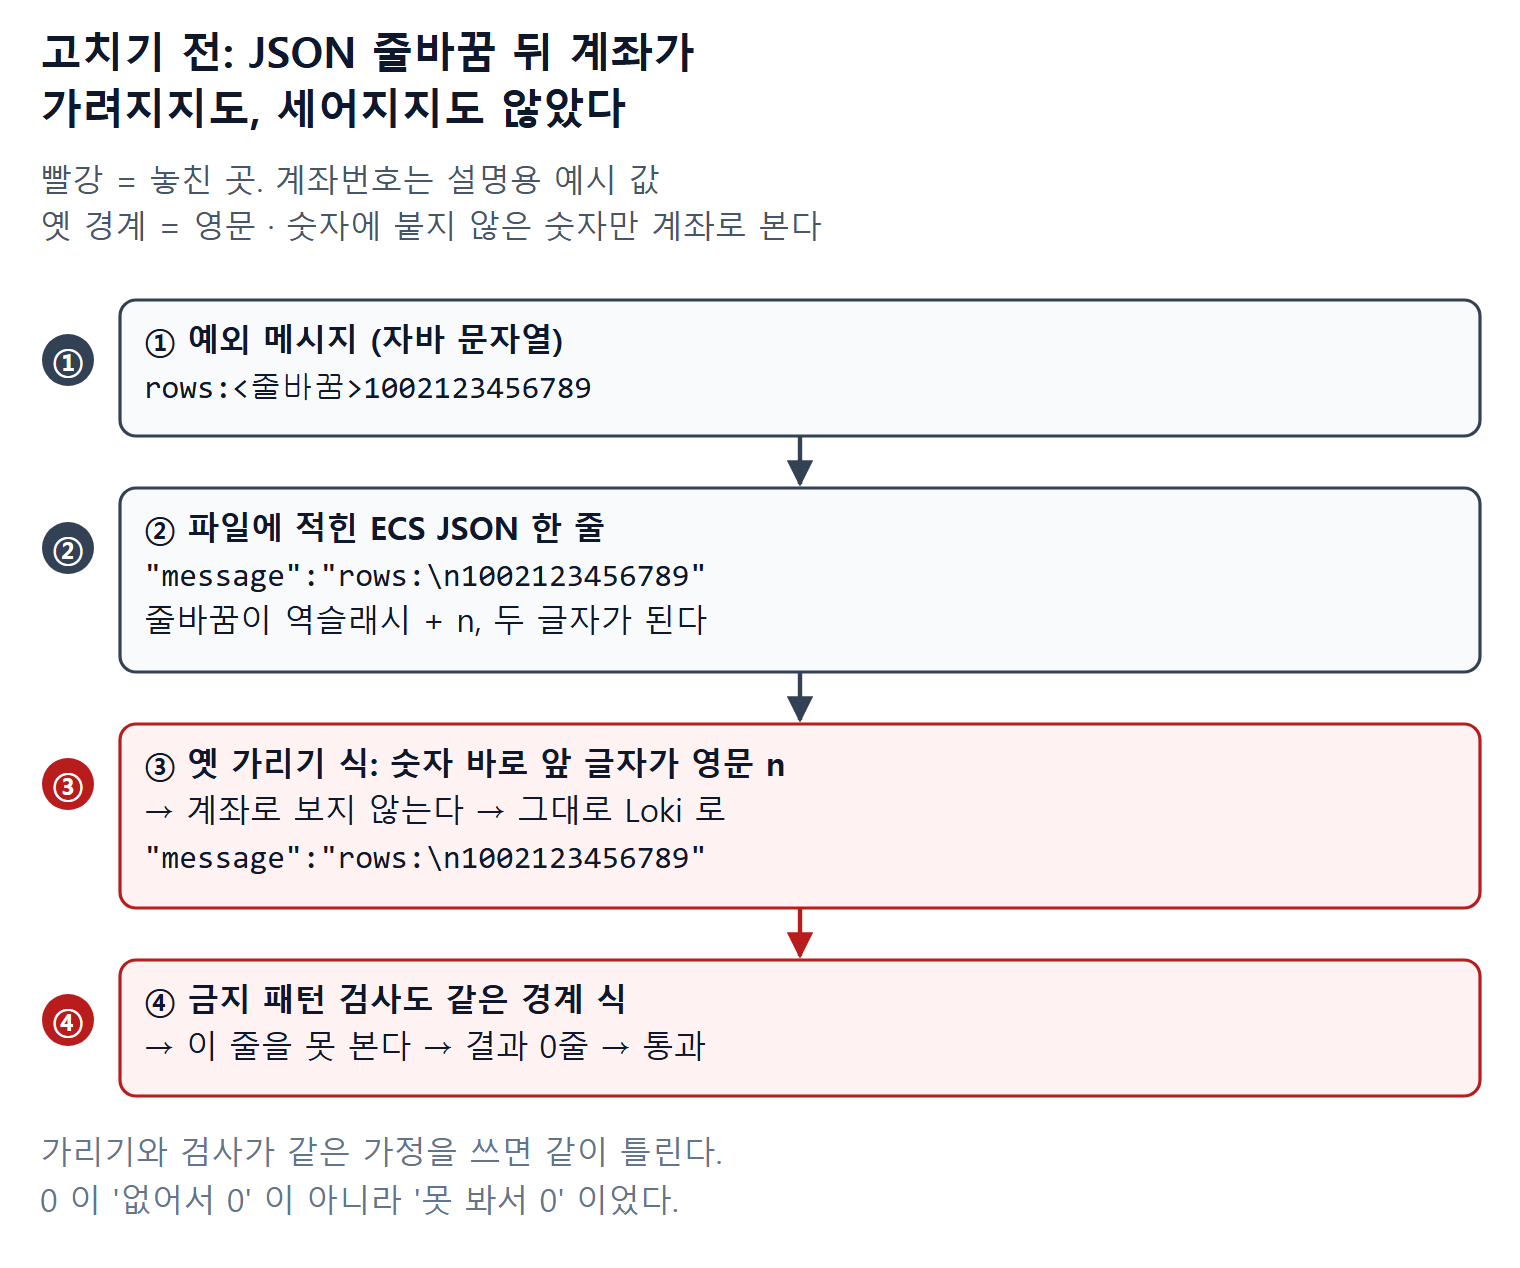 고치기 전: JSON 줄바꿈 뒤 계좌가
가려지지도, 세어지지도 않았다
빨강 = 놓친 곳. 계좌번호는 설명용 예시 값
옛 경계 = 영문 · 숫자에 붙지 않은 숫자만 계좌로 본다
①
① 예외 메시지 (자바 문자열)
rows:<줄바꿈>1002123456789
②
② 파일에 적힌 ECS JSON 한 줄
"message":"rows:\n1002123456789"
줄바꿈이 역슬래시 + n, 두 글자가 된다
③
③ 옛 가리기 식: 숫자 바로 앞 글자가 영문 n
→ 계좌로 보지 않는다 → 그대로 Loki 로
"message":"rows:\n1002123456789"
④
④ 금지 패턴 검사도 같은 경계 식
→ 이 줄을 못 본다 → 결과 0줄 → 통과
가리기와 검사가 같은 가정을 쓰면 같이 틀린다.
0 이 '없어서 0' 이 아니라 '못 봐서 0' 이었다.